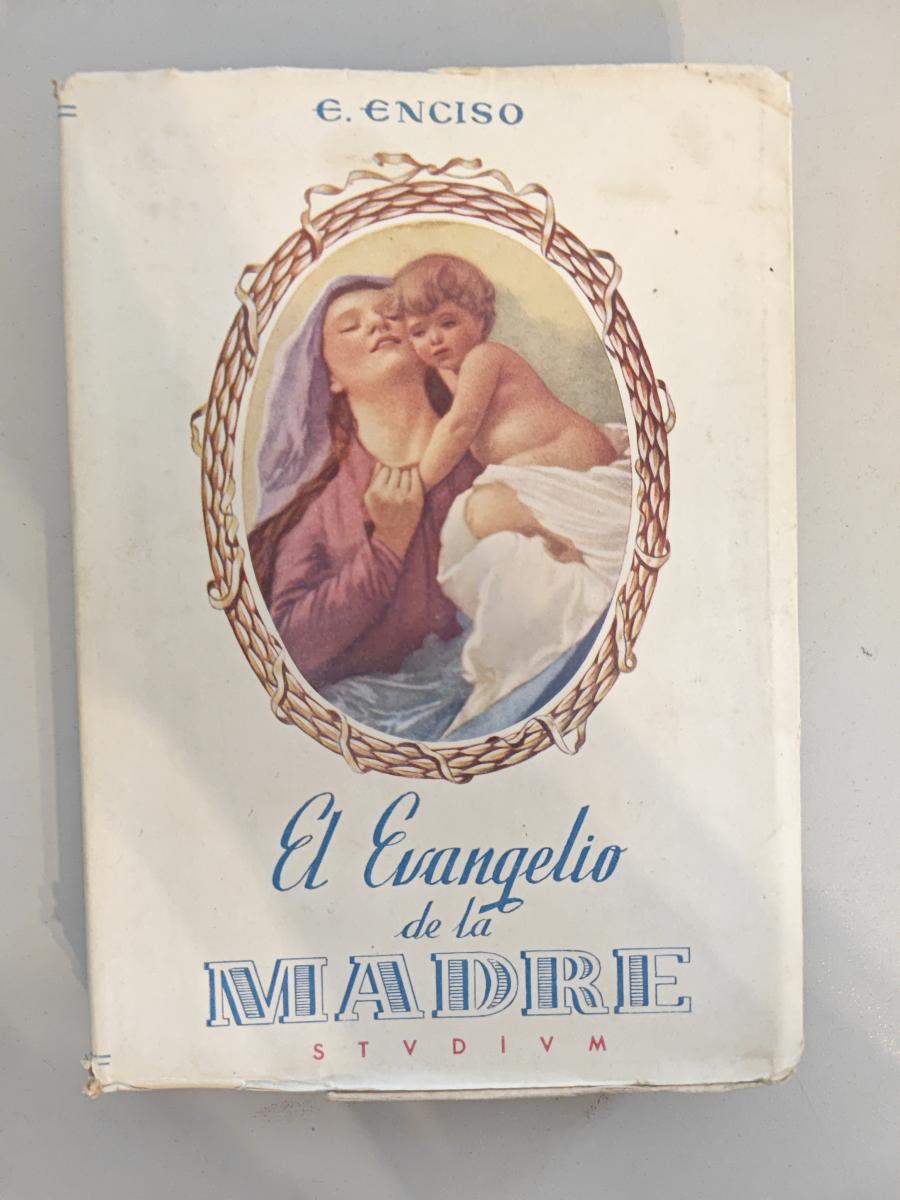 E. ENCISO
El Evangelio
de la
MADRE
STVDIVM